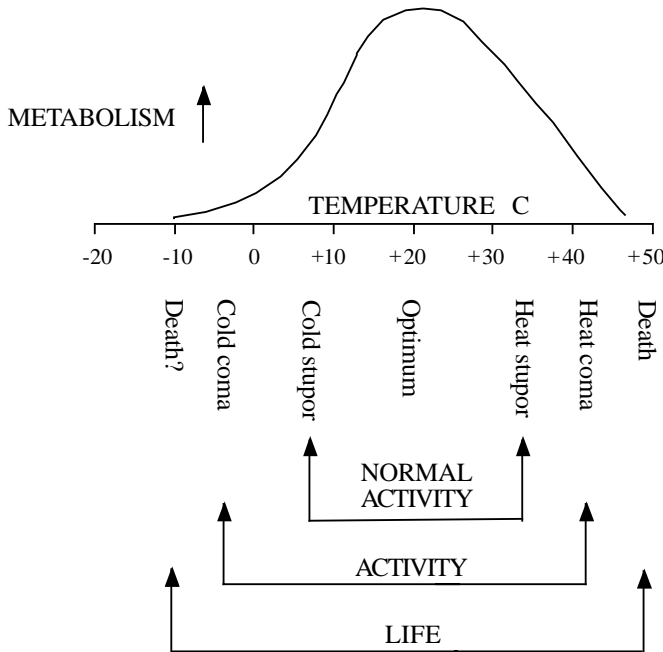 METABOLISM
TEMPERATURE C
-20 -10 0 +10 +20 +30 +40 +50
Death?
Cold coma
Cold stupor
Optimum
Heat stupor
Heat coma
Death
NORMAL
ACTIVITY
ACTIVITY
LIFE